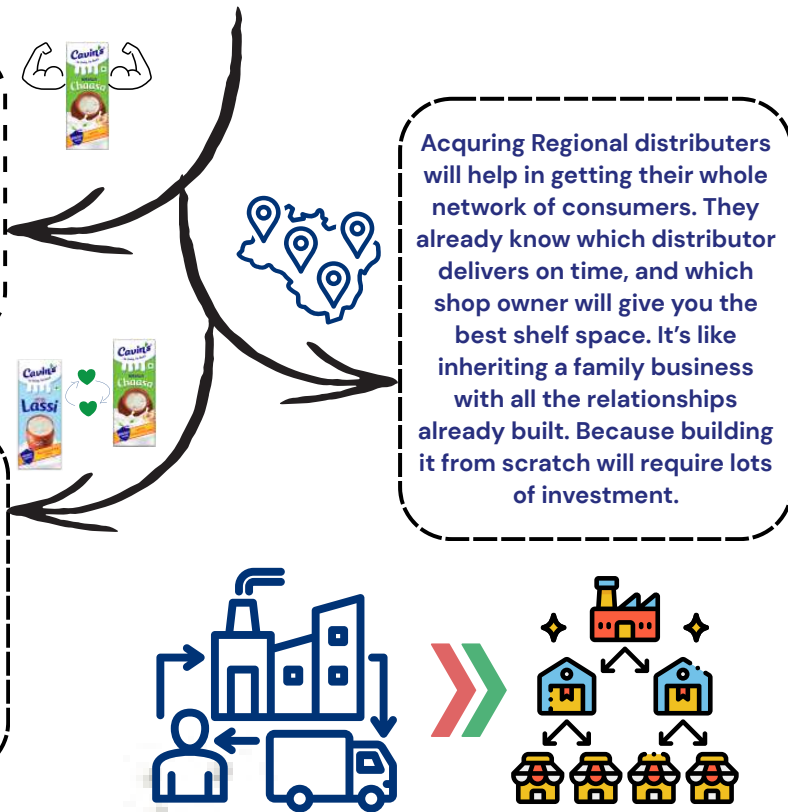 Cavin's
Chaasa
Acquring Regional distributers
will help in getting their whole
network of consumers. They
already know which distributor
delivers on time, and which
shop owner will give you the
best shelf space. It's like
inheriting a family business
with all the relationships
already built. Because building
it from scratch will require lots
of investment.
Cavin's
Lassi
Cavin's
Chaasa